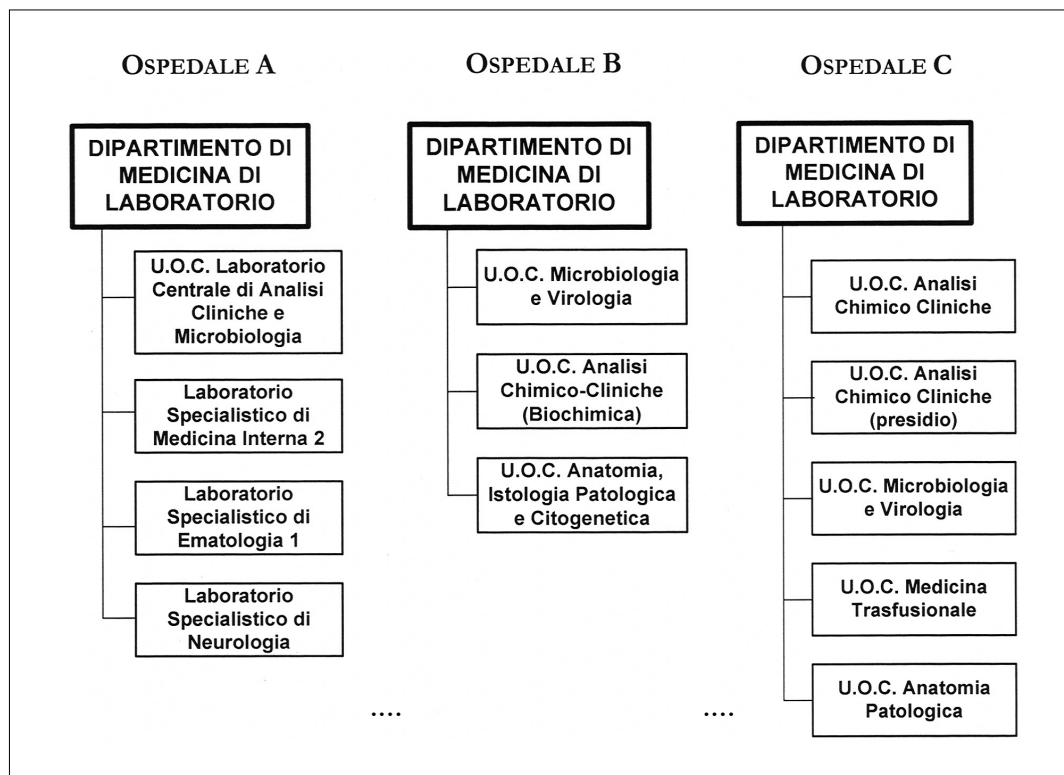 OSPEDALE A
DIPARTIMENTO DI
MEDICINA DI
LABORATORIO
U.O.C. Laboratorio
Centrale di Analisi
Cliniche e
Microbiologia
Laboratorio
Specialistico di
Medicina Interna 2
Laboratorio
Specialistico di
Ematologia 1
Laboratorio
Specialistico di
Neurologia
....
OSPEDALE B
DIPARTIMENTO DI
MEDICINA DI
LABORATORIO
U.O.C. Microbiologia
e Virologia
U.O.C. Analisi
Chimico-Cliniche
(Biochimica)
U.O.C. Anatomia,
Istologia Patologica
e Citogenetica
....
OSPEDALE C
DIPARTIMENTO DI
MEDICINA DI
LABORATORIO
U.O.C. Analisi
Chimico Cliniche
U.O.C. Analisi
Chimico Cliniche
(presidio)
U.O.C. Microbiologia
e Virologia
U.O.C. Medicina
Trasfusionale
U.O.C. Anatomia
Patologica